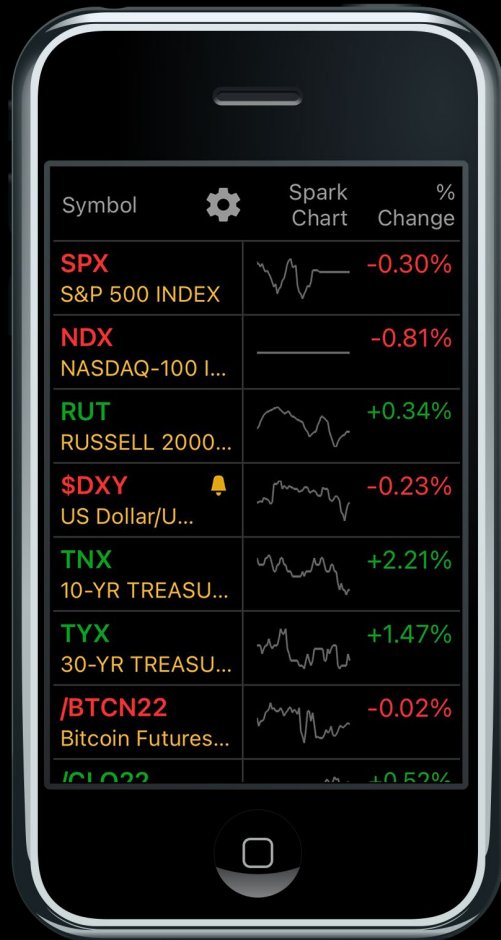 Symbol
Spark Chart
% Change
SPX
-0.30%
S&P 500 INDEX
NDX
-0.81%
NASDAQ-100 I...
RUT
+0.34%
RUSSELL 2000...
$DXY
-0.23%
US Dollar/U...
TNX
+2.21%
10-YR TREASU...
TYX
+1.47%
30-YR TREASU...
/BTCN22
-0.02%
Bitcoin Futures...
+0.52%